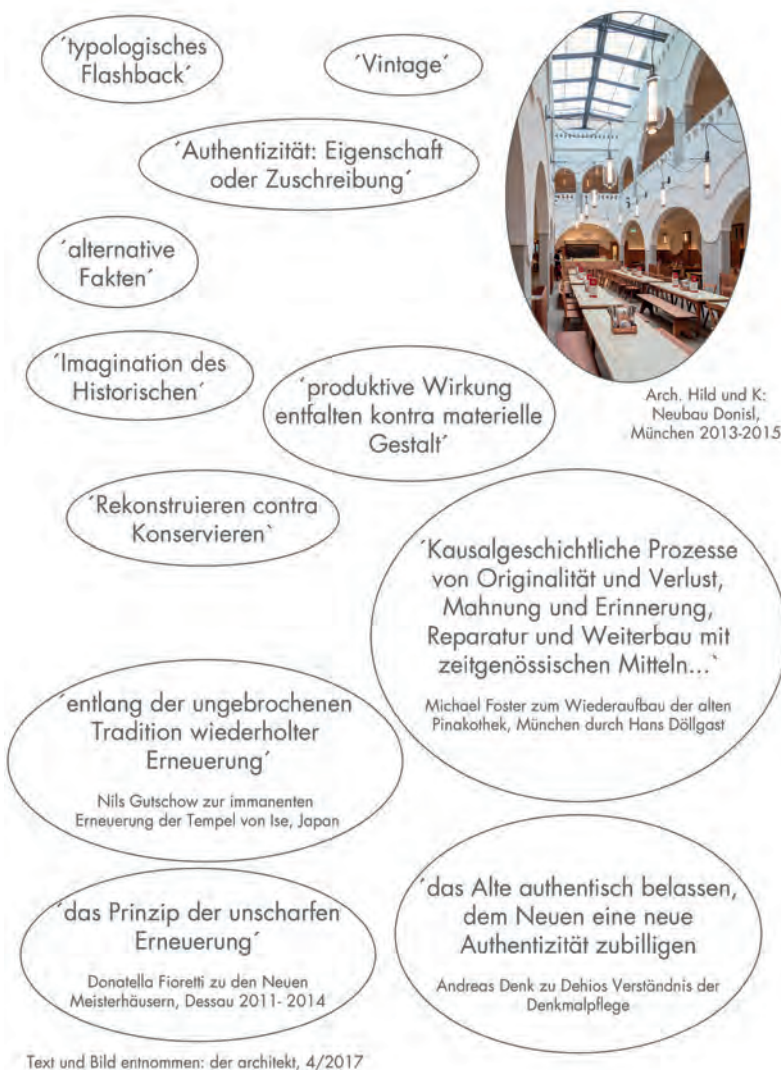 ´typologisches
Flashback´
´Vintage´
´Authentizität: Eigenschaft
oder Zuschreibung´
´alternative
Fakten´
´Imagination des
Historischen´
´produktive Wirkung
entfalten kontra materielle
Gestalt´
Arch. Hild und K:
Neubau Donisl,
München 2013-2015
´Rekonstruieren contra
Konservieren`
´Kausalgeschichtliche Prozesse
von Originalität und Verlust,
Mahnung und Erinnerung,
Reparatur und Weiterbau mit
zeitgenössischen Mitteln...`
Michael Foster zum Wiederaufbau der alten
Pinakothek, München durch Hans Döllgast
´entlang der ungebrochenen
Tradition wiederholter
Erneuerung´
Nils Gutschow zur immanenten
Erneuerung der Tempel von Ise, Japan
´das Prinzip der unscharfen
Erneuerung´
Donatella Fioretti zu den Neuen
Meisterhäusern, Dessau 2011- 2014
´das Alte authentisch belassen,
dem Neuen eine neue
Authentizität zubilligen
Andreas Denk zu Dehios Verständnis der
Denkmalpflege
Text und Bild entnommen: der architekt, 4/2017